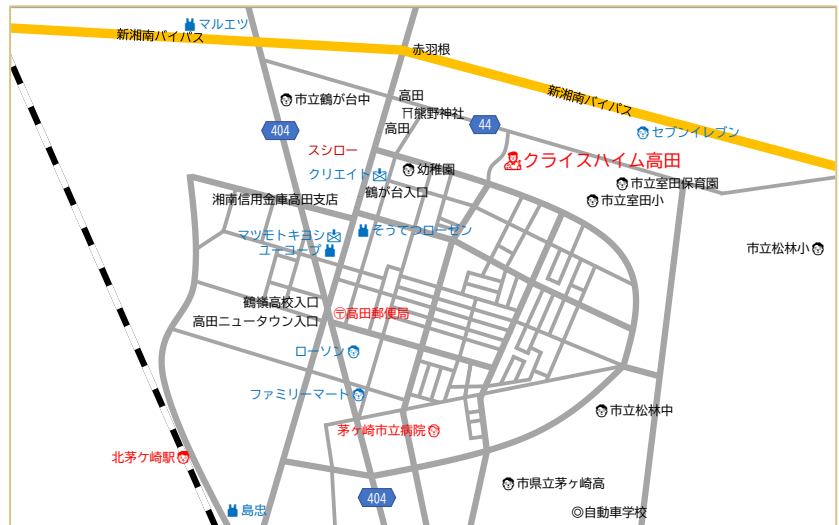 マルエツ
新湘南バイパス
赤羽根
新湘南バイパス
高田
市立鶴が台中
熊野神社
高田
404
44
セブンイレブン
スシロー
クライスハイム高田
幼稚園
クリエイト
鶴が台入口
市立室田保育園
湘南信用金庫高田支店
市立室田小
マツモトキヨシ
そうてつローゼン
ユーコープ
市立松林小
鶴嶺高校入口
〒高田郵便局
高田ニュータウン入口
ローソン
ファミリーマート
市立松林中
茅ケ崎市立病院
北茅ケ崎駅
市県立茅ヶ崎高
404
島忠
◎自動車学校